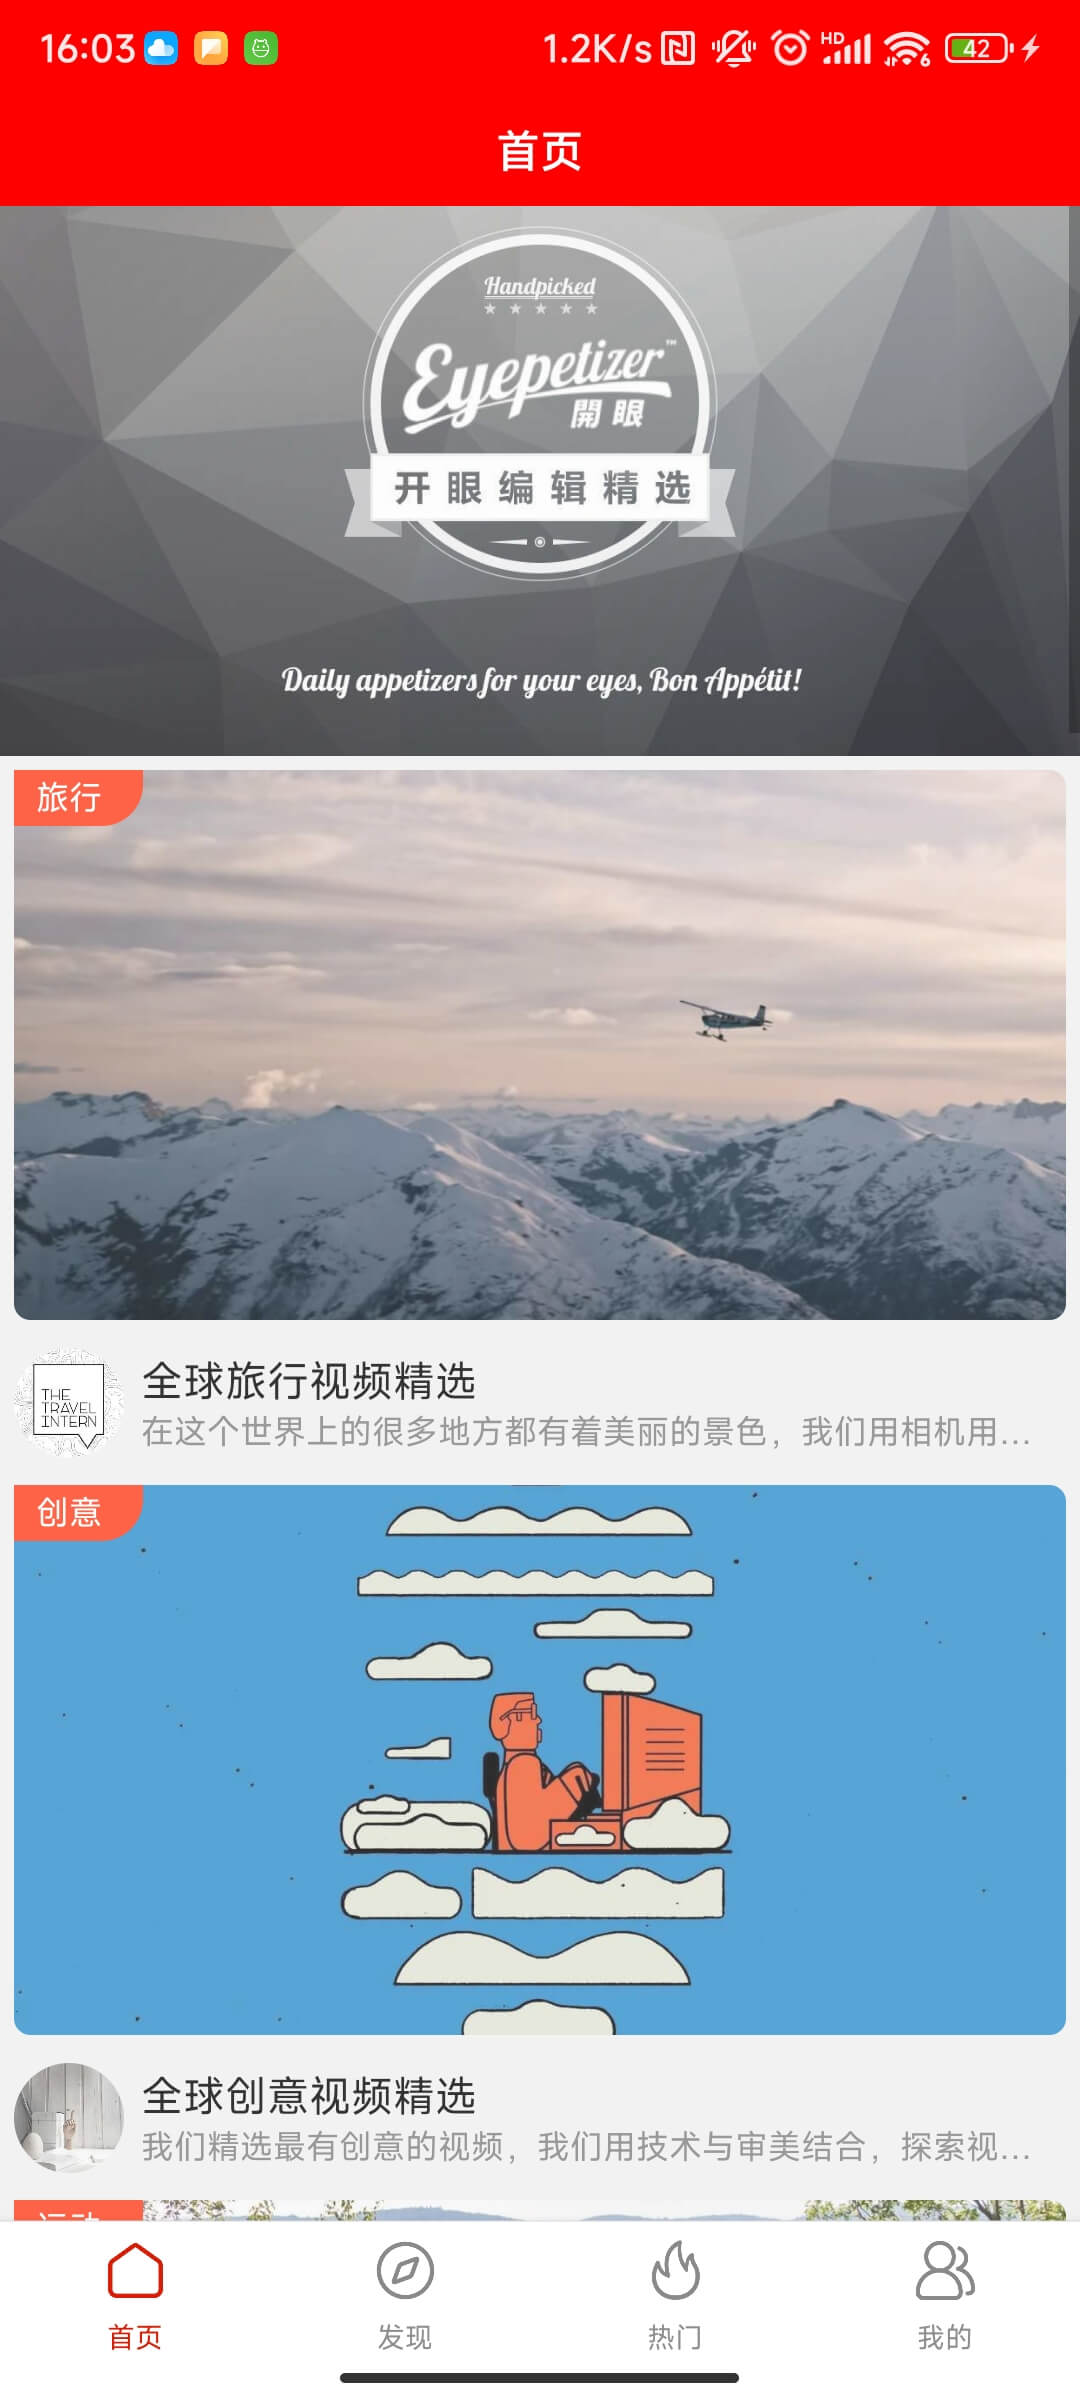 16:03
1.2K/s
HD
6
42
首页
Handpicked
Eyepetizer™
開眼
开眼编辑精选
Daily appetizers for your eyes, Bon Appétit!
旅行
THE
TRAVEL
INTERN
全球旅行视频精选
在这个世界上的很多地方都有着美丽的景色，我们用相机用...
创意
全球创意视频精选
我们精选最有创意的视频，我们用技术与审美结合，探索视...
运动
首页
发现
热门
我的